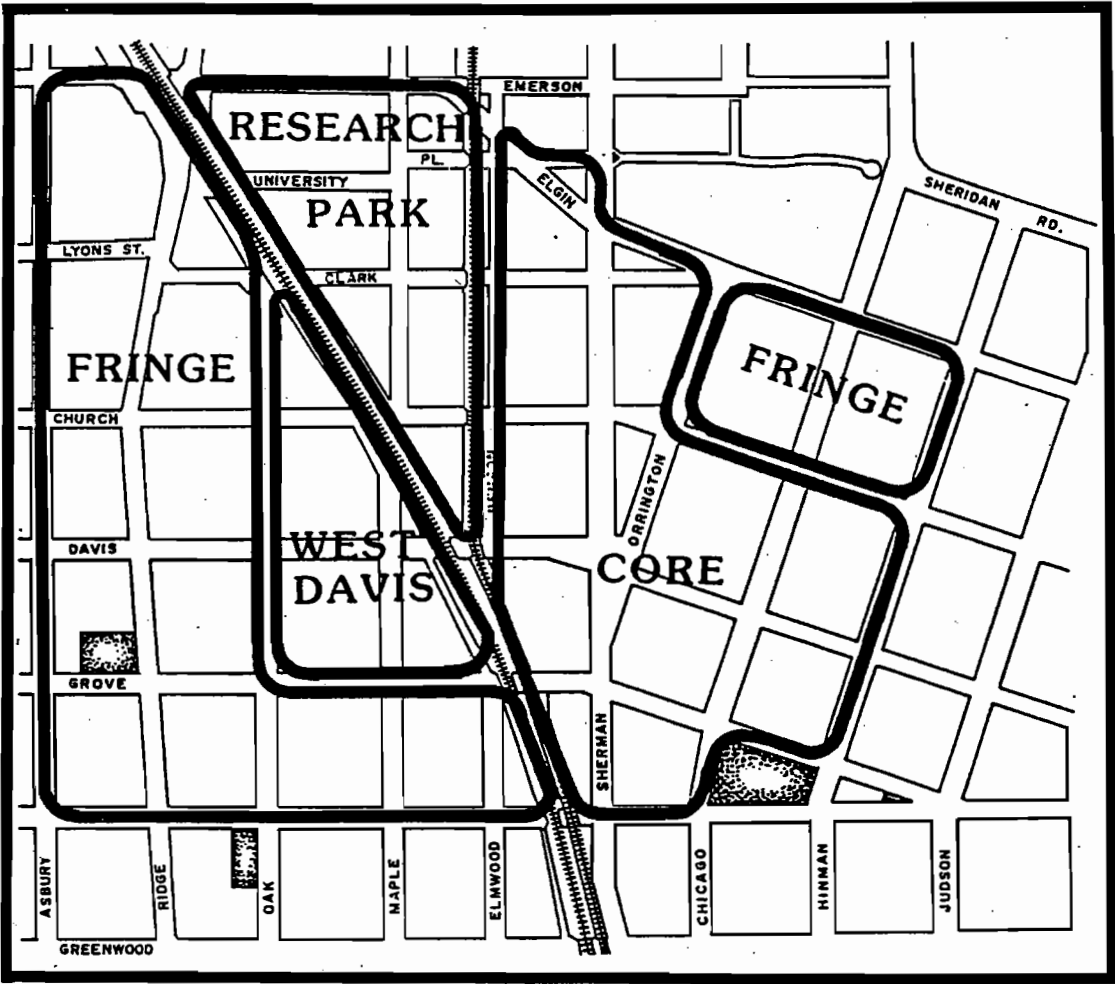 EMERSON
RESEARCH
PL.
UNIVERSITY
ELGIN
SHERIDAN
RD.
PARK
LYONS ST.
CLARK
FRINGE
FRINGE
CHURCH
ORRINGTON
DAVIS
WEST
DAVIS
CORE
GROVE
SHERMAN
ASBURY
RIDGE
OAK
MAPLE
ELMWOOD
CHICAGO
HINMAN
JUDSON
GREENWOOD